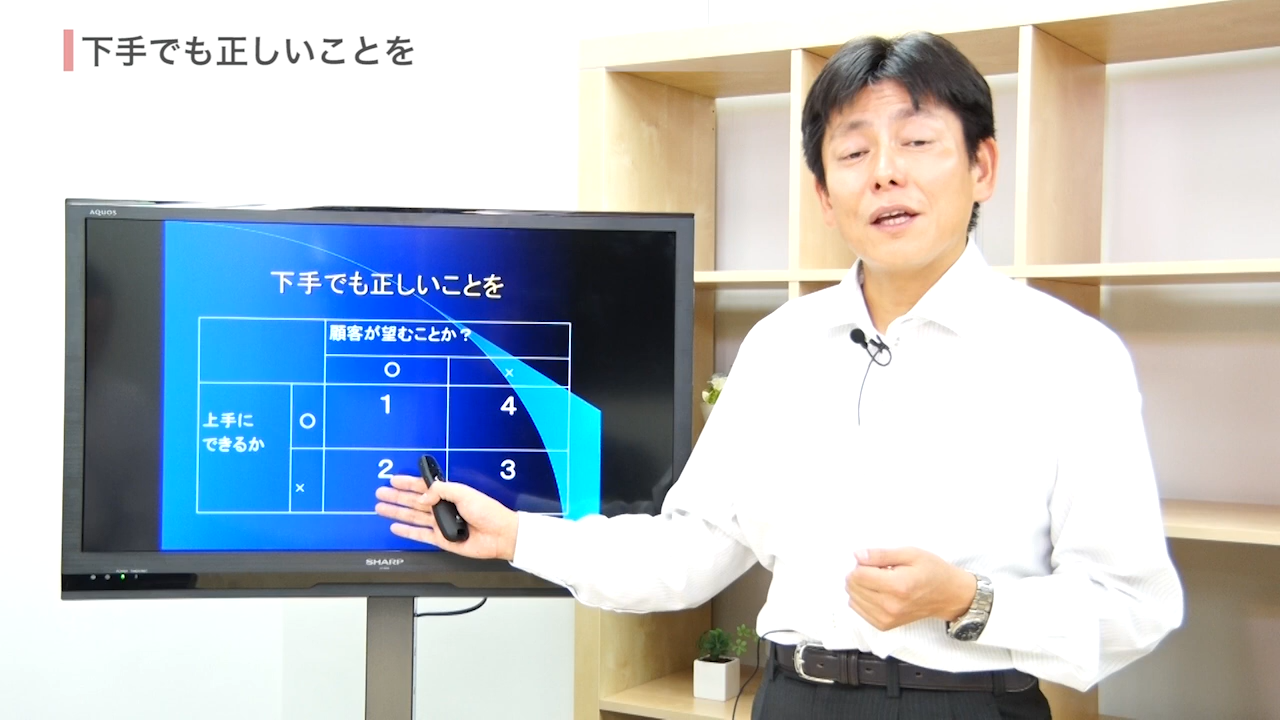 下手でも正しいことを
AQUOS
下手でも正しいことを
顧客が望むことか？
○ ×
上手に
できるか
○ 1 4
× 2 3
SHARP